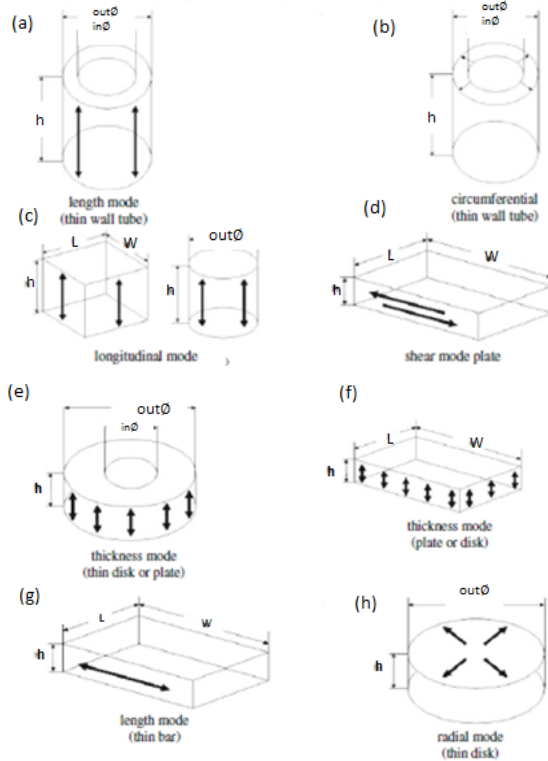 (a)
outØ
inØ
h
length mode
(thin wall tube)
(b)
outØ
inØ
h
circumferential
(thin wall tube)
(c)
L
W
h
outØ
h
longitudinal mode
(d)
L
W
h
shear mode plate
(e)
outØ
inØ
h
thickness mode
(thin disk or plate)
(f)
L
W
h
thickness mode
(plate or disk)
(g)
L
W
h
length mode
(thin bar)
(h)
outØ
h
radial mode
(thin disk)